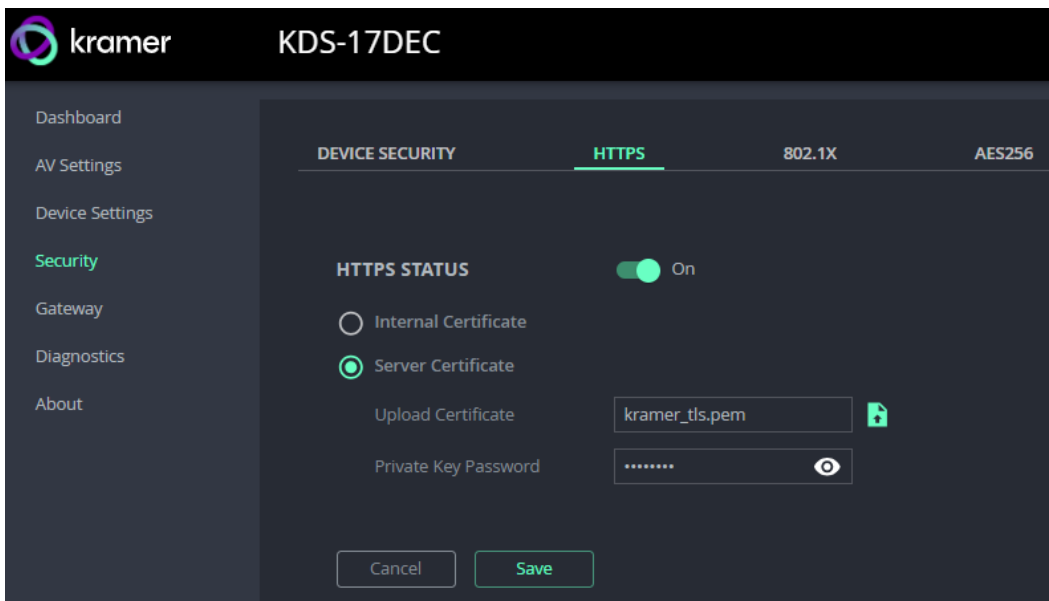 kramer
KDS-17DEC
Dashboard
AV Settings
Device Settings
Security
Gateway
Diagnostics
About
DEVICE SECURITY
HTTPS
802.1X
AES256
HTTPS STATUS
On
Internal Certificate
Server Certificate
Upload Certificate
kramer_tls.pem
Private Key Password
••••••••
Cancel
Save